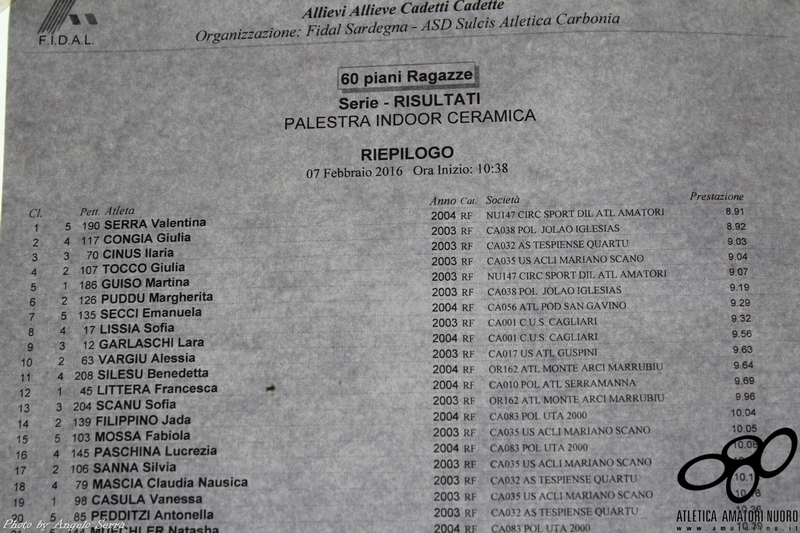 F.I.D.A.L.
Allievi Allieve Cadetti Cadette
Organizzazione: Fidal Sardegna - ASD Sulcis Atletica Carbonia
60 piani Ragazze
Serie - RISULTATI
PALESTRA INDOOR CERAMICA
RIEPILOGO
07 Febbraio 2016 Ora Inizio: 10:38
Cl. Pett. Atleta Anno Cat. Società Prestazione
1 5 190 SERRA Valentina 2004 RF NU147 CIRC SPORT DIL ATL AMATORI 8.91
2 4 117 CONGIA Giulia 2003 RF CA038 POL JOLAO IGLESIAS 8.92
3 3 70 CINUS Ilaria 2003 RF CA032 AS TESPIENSE QUARTU 9.03
4 2 107 TOCCO Giulia 2003 RF CA035 US ACLI MARIANO SCANO 9.04
5 1 186 GUISO Martina 2003 RF NU147 CIRC SPORT DIL ATL AMATORI 9.07
6 2 126 PUDDU Margherita 2003 RF CA038 POL JOLAO IGLESIAS 9.19
7 5 135 SECCI Emanuela 2004 RF CA056 ATL POD SAN GAVINO 9.29
8 4 17 LISSIA Sofia 2003 RF CA001 C.U.S. CAGLIARI 9.32
9 3 12 GARLASCHI Lara 2004 RF CA001 C.U.S. CAGLIARI 9.56
10 2 63 VARGIU Alessia 2003 RF CA017 US ATL GUSPINI 9.63
11 4 208 SILESU Benedetta 2004 RF OR162 ATL MONTE ARCI MARRUBIU 9.64
12 1 45 LITTERA Francesca 2004 RF CA010 POL ATL SERRAMANNA 9.69
13 3 204 SCANU Sofia 2003 RF OR162 ATL MONTE ARCI MARRUBIU 9.96
14 2 139 FILIPPINO Jada 2004 RF CA083 POL UTA 2000 10.04
15 5 103 MOSSA Fabiola 2003 RF CA035 US ACLI MARIANO SCANO 10.05
16 4 145 PASCHINA Lucrezia 2004 RF CA083 POL UTA 2000 10.08
17 2 106 SANNA Silvia 2003 RF CA035 US ACLI MARIANO SCANO
18 4 79 MASCIA Claudia Nausica 2003 RF CA032 AS TESPIENSE QUARTU
19 1 98 CASULA Vanessa 2003 RF CA035 US ACLI MARIANO SCANO
20 5 85 PEDDITZI Antonella 2003 RF CA032 AS TESPIENSE QUARTU 10.36
MUECHLER Natasha 2004 RF CA083 POL UTA 2000
ATLETICA AMATORI NUORO
www.amatorinu.it
Photo by Angelo Serra